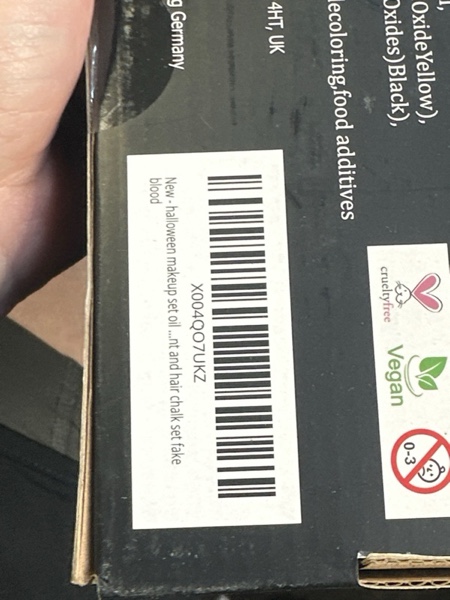 g Germany
4HT, UK
decoloring,food additives
Oxides)Black),
OxideYellow),
X004QO7UKZ
New - halloween makeup set oil ...nt and hair chalk set fake
blood
crueltyfree
Vegan
0-3